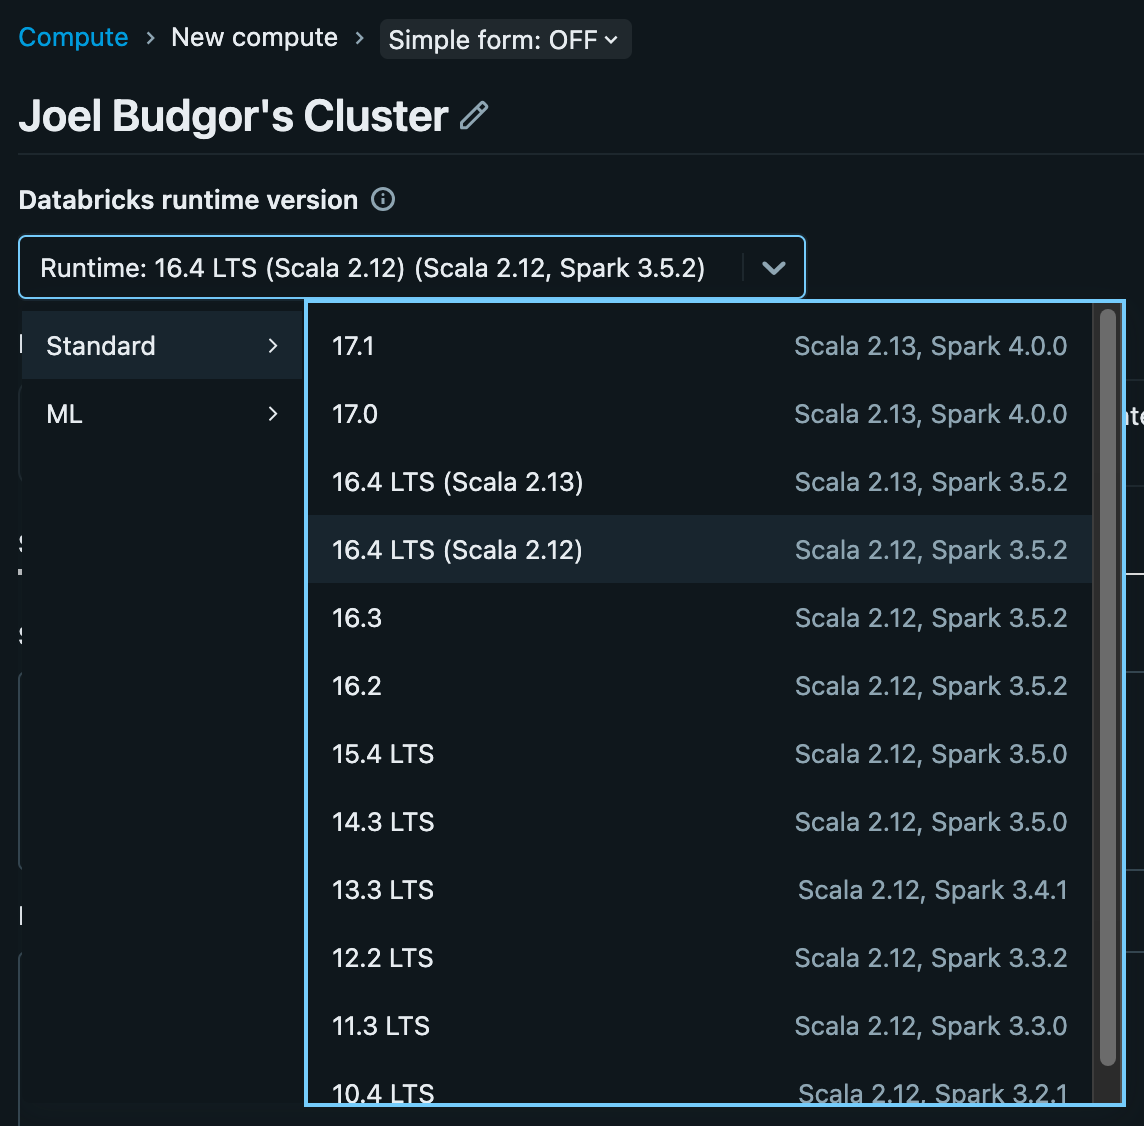 Compute > New compute > Simple form: OFF
Joel Budgor's Cluster
Databricks runtime version
Runtime: 16.4 LTS (Scala 2.12) (Scala 2.12, Spark 3.5.2)
Standard
ML
17.1 Scala 2.13, Spark 4.0.0
17.0 Scala 2.13, Spark 4.0.0
16.4 LTS (Scala 2.13) Scala 2.13, Spark 3.5.2
16.4 LTS (Scala 2.12) Scala 2.12, Spark 3.5.2
16.3 Scala 2.12, Spark 3.5.2
16.2 Scala 2.12, Spark 3.5.2
15.4 LTS Scala 2.12, Spark 3.5.0
14.3 LTS Scala 2.12, Spark 3.5.0
13.3 LTS Scala 2.12, Spark 3.4.1
12.2 LTS Scala 2.12, Spark 3.3.2
11.3 LTS Scala 2.12, Spark 3.3.0
10.4 LTS Scala 2.12, Spark 3.2.1